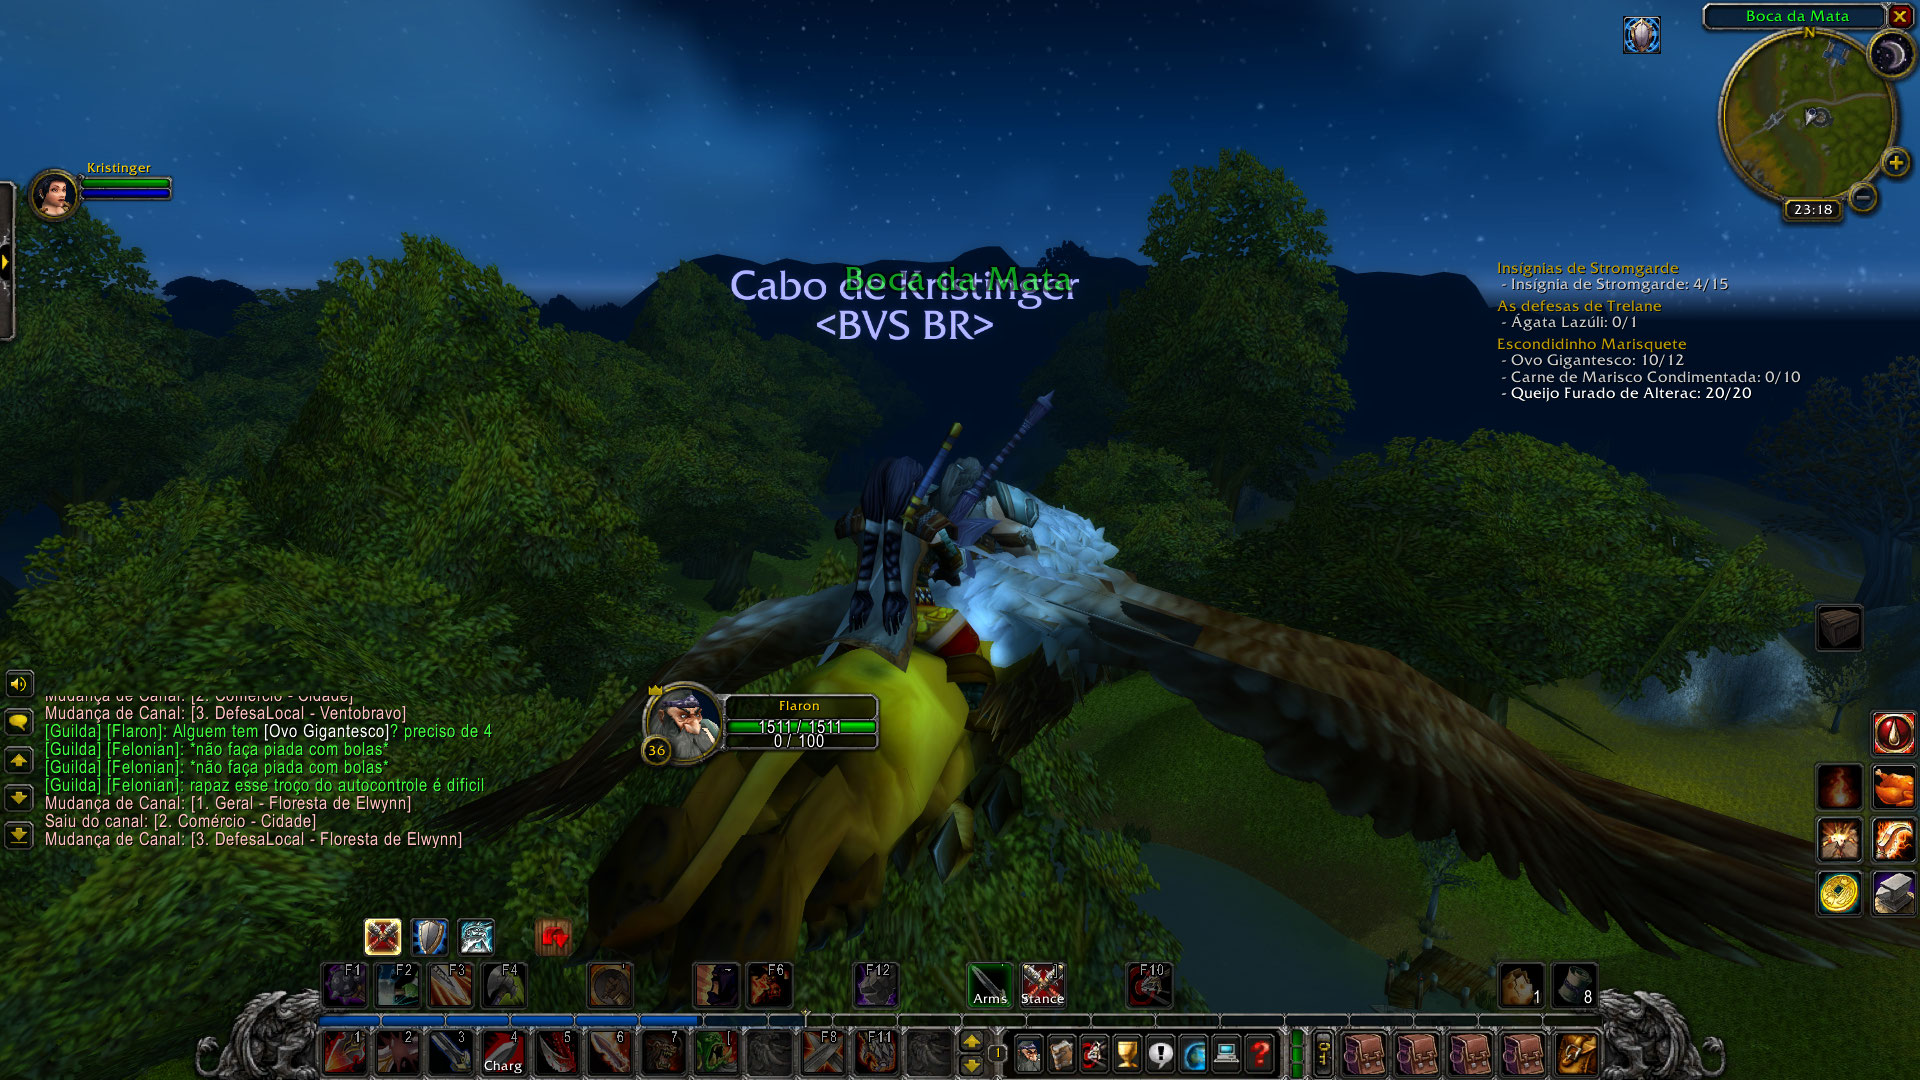 Boca da Mata
N
23:18
Kristinger
Cabo de Kristinger
Boca da Mata
<BVS BR>
Insígnias de Stromgarde
- Insígnia de Stromgarde: 4/15
As defesas de Trelane
- Ágata Lazúli: 0/1
Escondidinho Marisquete
- Ovo Gigantesco: 10/12
- Carne de Marisco Condimentada: 0/10
- Queijo Furado de Alterac: 20/20
Mudança de Canal: [2. Comércio - Cidade]
Mudança de Canal: [3. DefesaLocal - Ventobravo]
[Guilda] [Flaron]: Alguem tem [Ovo Gigantesco]? preciso de 4
[Guilda] [Felonian]: *não faça piada com bolas*
[Guilda] [Felonian]: *não faça piada com bolas*
[Guilda] [Felonian]: rapaz esse troço do autocontrole é dificil
Mudança de Canal: [1. Geral - Floresta de Elwynn]
Saiu do canal: [2. Comércio - Cidade]
Mudança de Canal: [3. DefesaLocal - Floresta de Elwynn]
Flaron
1511 / 1511
0 / 100
36
F1 F2 F3 F4 F6 F12 F10
Arms Stance 1 8
1 2 3 4 5 6 7 [ F8 F11
Charg
1